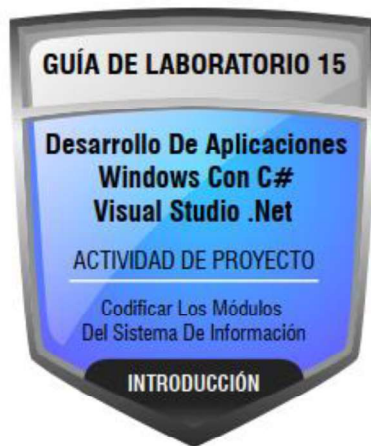 GUÍA DE LABORATORIO 15
Desarrollo De Aplicaciones
Windows Con C#
Visual Studio .Net
ACTIVIDAD DE PROYECTO
Codificar Los Módulos
Del Sistema De Información
INTRODUCCIÓN